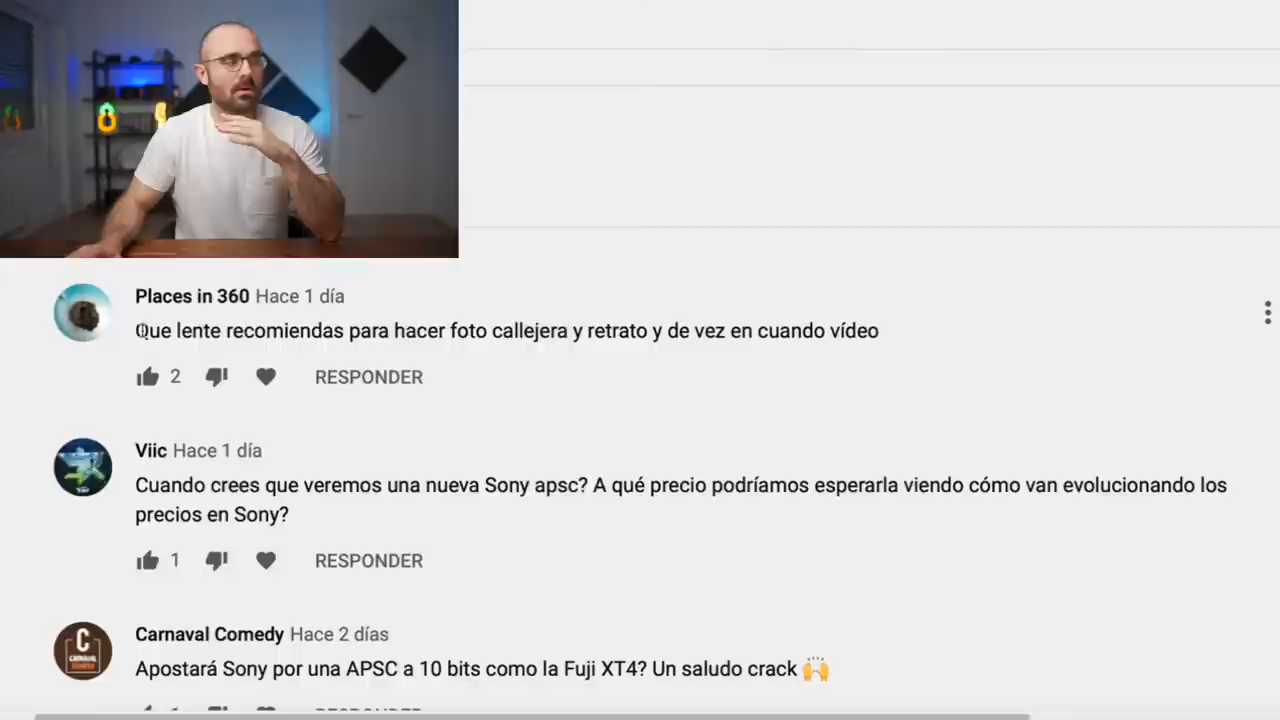 Places in 360 Hace 1 día
Que lente recomiendas para hacer foto callejera y retrato y de vez en cuando vídeo
2 RESPONDER
Viic Hace 1 día
Cuando crees que veremos una nueva Sony apsc? A qué precio podríamos esperarla viendo cómo van evolucionando los
precios en Sony?
1 RESPONDER
Carnaval Comedy Hace 2 días
Apostará Sony por una APSC a 10 bits como la Fuji XT4? Un saludo crack 🙌